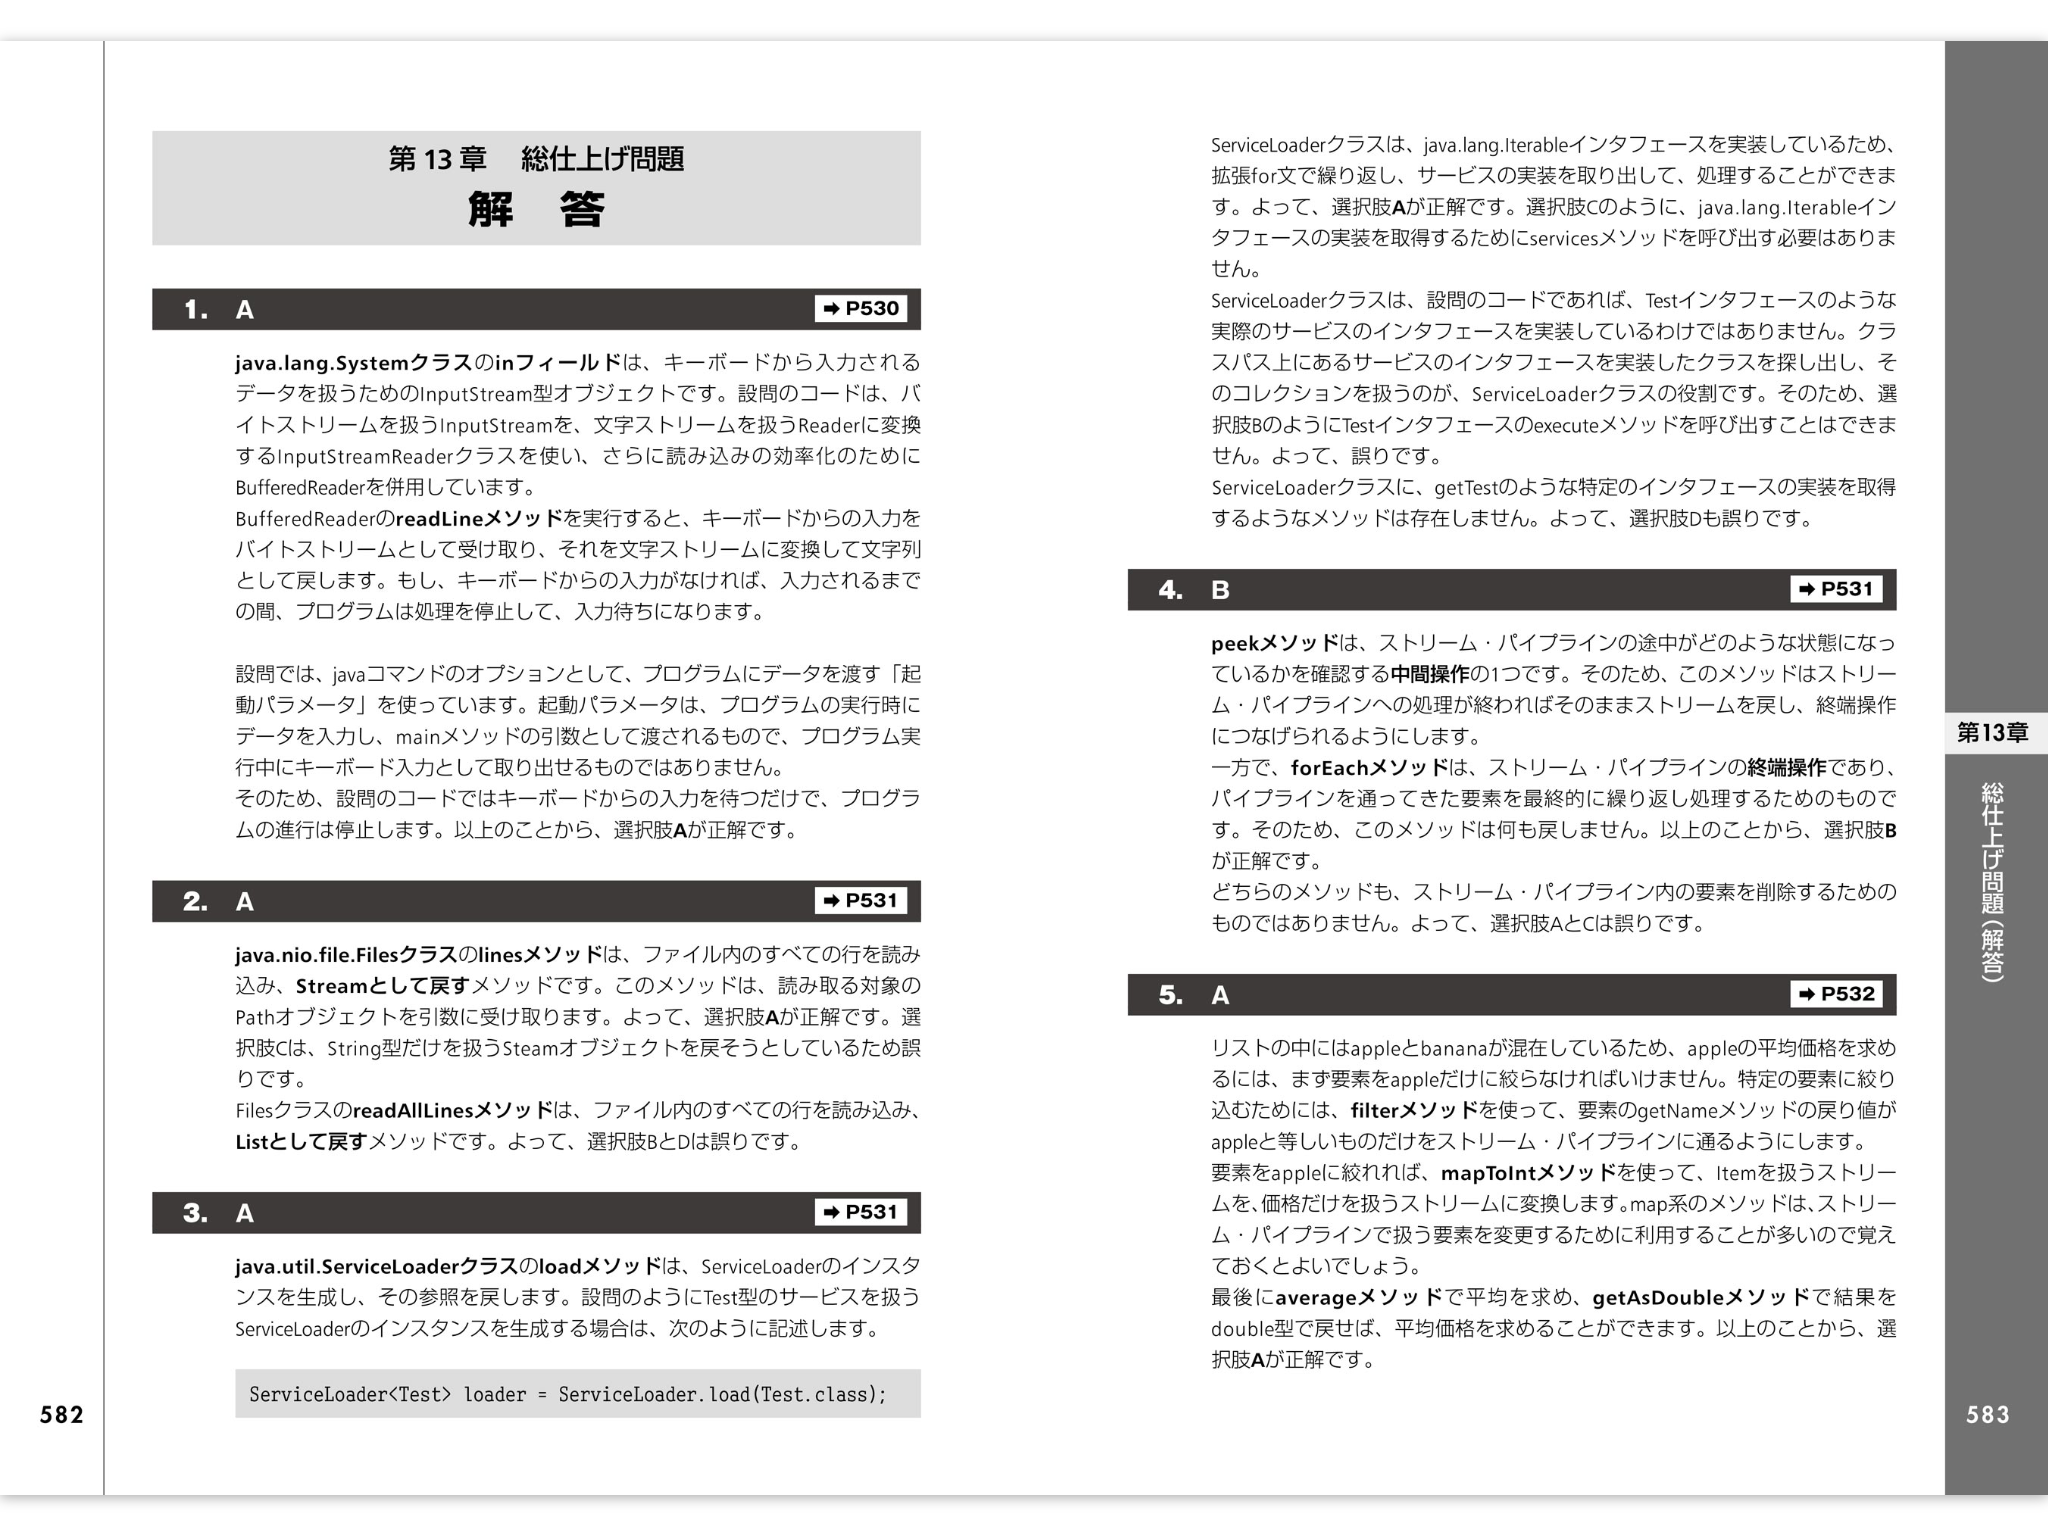 第 13 章　総仕上げ問題
解　答
1.　A　➡ P530
java.lang.Systemクラスのinフィールドは、キーボードから入力される
データを扱うためのInputStream型オブジェクトです。設問のコードは、バ
イトストリームを扱うInputStreamを、文字ストリームを扱うReaderに変換
するInputStreamReaderクラスを使い、さらに読み込みの効率化のために
BufferedReaderを併用しています。
BufferedReaderのreadLineメソッドを実行すると、キーボードからの入力を
バイトストリームとして受け取り、それを文字ストリームに変換して文字列
として戻します。もし、キーボードからの入力がなければ、入力されるまで
の間、プログラムは処理を停止して、入力待ちになります。
設問では、javaコマンドのオプションとして、プログラムにデータを渡す「起
動パラメータ」を使っています。起動パラメータは、プログラムの実行時に
データを入力し、mainメソッドの引数として渡されるもので、プログラム実
行中にキーボード入力として取り出せるものではありません。
そのため、設問のコードではキーボードからの入力を待つだけで、プログラ
ムの進行は停止します。以上のことから、選択肢Aが正解です。
2.　A　➡ P531
java.nio.file.Filesクラスのlinesメソッドは、ファイル内のすべての行を読み
込み、Streamとして戻すメソッドです。このメソッドは、読み取る対象の
Pathオブジェクトを引数に受け取ります。よって、選択肢Aが正解です。選
択肢Cは、String型だけを扱うSteamオブジェクトを戻そうとしているため誤
りです。
FilesクラスのreadAllLinesメソッドは、ファイル内のすべての行を読み込み、
Listとして戻すメソッドです。よって、選択肢BとDは誤りです。
3.　A　➡ P531
java.util.ServiceLoaderクラスのloadメソッドは、ServiceLoaderのインスタ
ンスを生成し、その参照を戻します。設問のようにTest型のサービスを扱う
ServiceLoaderのインスタンスを生成する場合は、次のように記述します。
ServiceLoader<Test> loader = ServiceLoader.load(Test.class);
582
ServiceLoaderクラスは、java.lang.Iterableインタフェースを実装しているため、
拡張for文で繰り返し、サービスの実装を取り出して、処理することができま
す。よって、選択肢Aが正解です。選択肢Cのように、java.lang.Iterableイン
タフェースの実装を取得するためにservicesメソッドを呼び出す必要はありま
せん。
ServiceLoaderクラスは、設問のコードであれば、Testインタフェースのような
実際のサービスのインタフェースを実装しているわけではありません。クラ
スパス上にあるサービスのインタフェースを実装したクラスを探し出し、そ
のコレクションを扱うのが、ServiceLoaderクラスの役割です。そのため、選
択肢BのようにTestインタフェースのexecuteメソッドを呼び出すことはできま
せん。よって、誤りです。
ServiceLoaderクラスに、getTestのような特定のインタフェースの実装を取得
するようなメソッドは存在しません。よって、選択肢Dも誤りです。
4.　B　➡ P531
peekメソッドは、ストリーム・パイプラインの途中がどのような状態になっ
ているかを確認する中間操作の1つです。そのため、このメソッドはストリー
ム・パイプラインへの処理が終わればそのままストリームを戻し、終端操作
につなげられるようにします。
一方で、forEachメソッドは、ストリーム・パイプラインの終端操作であり、
パイプラインを通ってきた要素を最終的に繰り返し処理するためのもので
す。そのため、このメソッドは何も戻しません。以上のことから、選択肢B
が正解です。
どちらのメソッドも、ストリーム・パイプライン内の要素を削除するための
ものではありません。よって、選択肢AとCは誤りです。
5.　A　➡ P532
リストの中にはappleとbananaが混在しているため、appleの平均価格を求め
るには、まず要素をappleだけに絞らなければいけません。特定の要素に絞り
込むためには、filterメソッドを使って、要素のgetNameメソッドの戻り値が
appleと等しいものだけをストリーム・パイプラインに通るようにします。
要素をappleに絞れれば、mapToIntメソッドを使って、Itemを扱うストリー
ムを、価格だけを扱うストリームに変換します。map系のメソッドは、ストリー
ム・パイプラインで扱う要素を変更するために利用することが多いので覚え
ておくとよいでしょう。
最後にaverageメソッドで平均を求め、getAsDoubleメソッドで結果を
double型で戻せば、平均価格を求めることができます。以上のことから、選
択肢Aが正解です。
第13章
総仕上げ問題（解答）
583